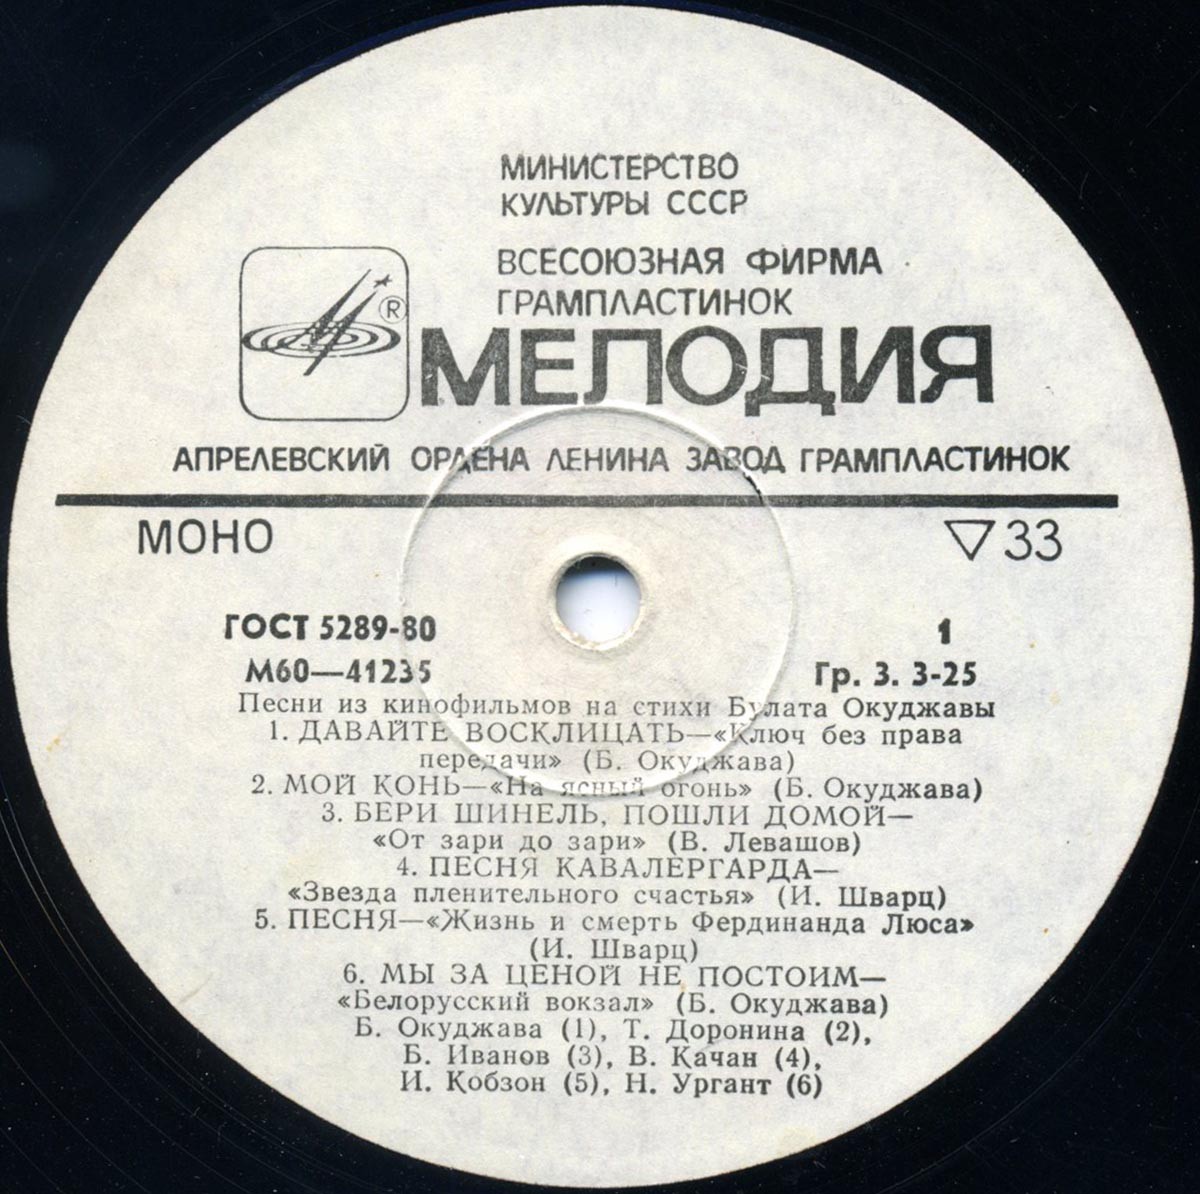 МИНИСТЕРСТВО
КУЛЬТУРЫ СССР
ВСЕСОЮЗНАЯ ФИРМА
ГРАМПЛАСТИНОК
®
МЕЛОДИЯ
АПРЕЛЕВСКИЙ ОРДЕНА ЛЕНИНА ЗАВОД ГРАМПЛАСТИНОК
МОНО ▽33
ГОСТ 5289-80 1
М60—41235 Гр. 3. 3-25
Песни из кинофильмов на стихи Булата Окуджавы
1. ДАВАЙТЕ ВОСКЛИЦАТЬ—«Ключ без права
передачи» (Б. Окуджава)
2. МОЙ КОНЬ—«На ясный огонь» (Б. Окуджава)
3. БЕРИ ШИНЕЛЬ, ПОШЛИ ДОМОЙ—
«От зари до зари» (В. Левашов)
4. ПЕСНЯ КАВАЛЕРГАРДА—
«Звезда пленительного счастья» (И. Шварц)
5. ПЕСНЯ—«Жизнь и смерть Фердинанда Люса»
(И. Шварц)
6. МЫ ЗА ЦЕНОЙ НЕ ПОСТОИМ—
«Белорусский вокзал» (Б. Окуджава)
Б. Окуджава (1), Т. Доронина (2),
Б. Иванов (3), В. Качан (4),
И. Кобзон (5), Н. Ургант (6)